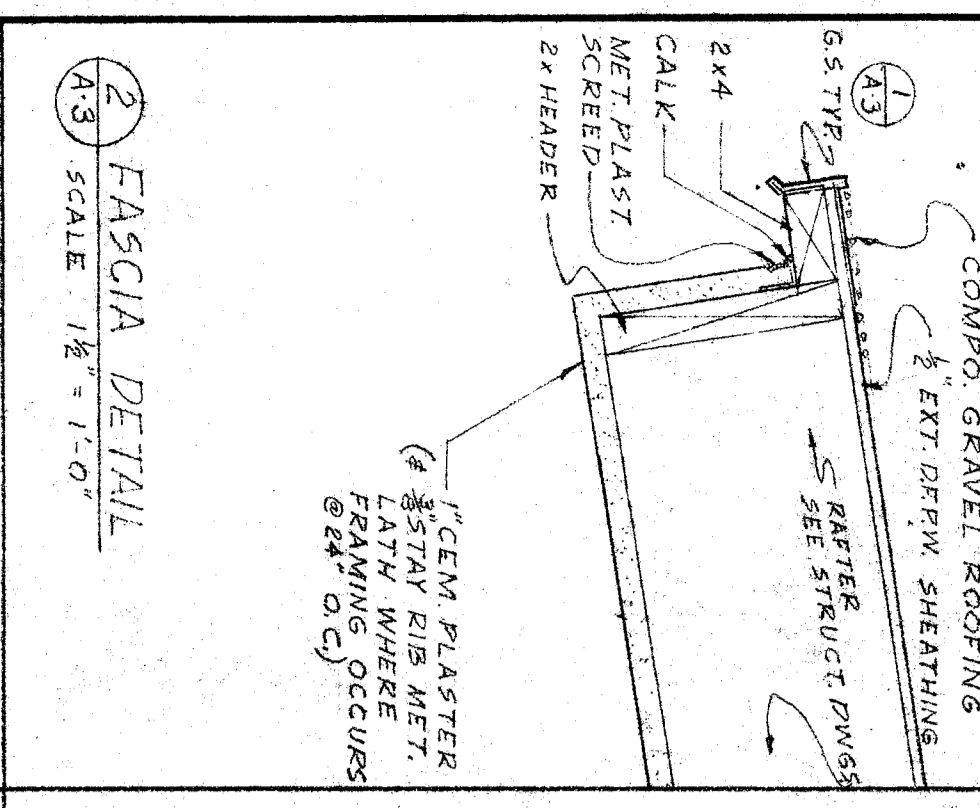 COMPO. GRAVEL ROOFING
½" EXT. D.F.P.W. SHEATHING
1
A·3
G.S. TYP.
2x4
CALK
MET. PLAST.
SCREED
2x HEADER
RAFTER
SEE STRUCT. DWGS
1" CEM. PLASTER
(& ⅜" STAY RIB MET.
LATH WHERE
FRAMING OCCURS
@ 24" O.C.)
2
A·3
FASCIA DETAIL
SCALE 1½" = 1'-0"